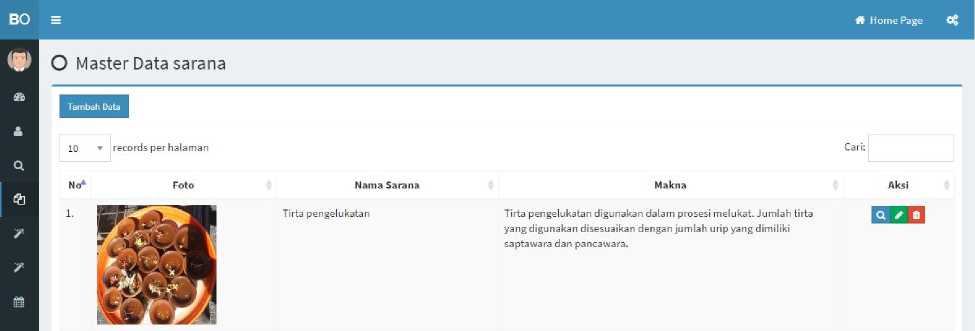 BO
Home Page
Master Data sarana
Tambah Data
10 records per halaman
Cari:
No Foto Nama Sarana Makna Aksi
1. Tirta pengelukatan Tirta pengelukatan digunakan dalam prosesi melukat. Jumlah tirta
yang digunakan disesuaikan dengan jumlah urip yang dimiliki
saptawara dan pancawara.